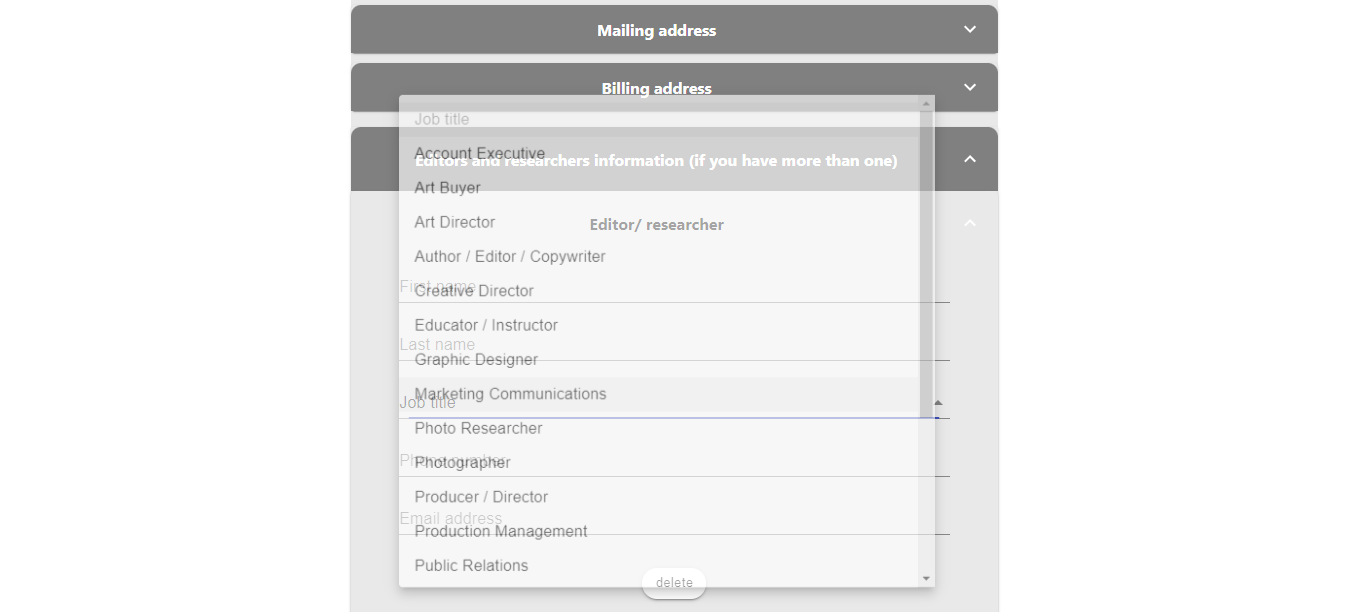 Mailing address
Billing address
Job title
Account Executive
Editors and researchers information (if you have more than one)
Art Buyer
Art Director
Editor/ researcher
Author / Editor / Copywriter
First name
Creative Director
Educator / Instructor
Last name
Graphic Designer
Marketing Communications
Job title
Photo Researcher
Phone number
Photographer
Producer / Director
Email address
Production Management
Public Relations
delete